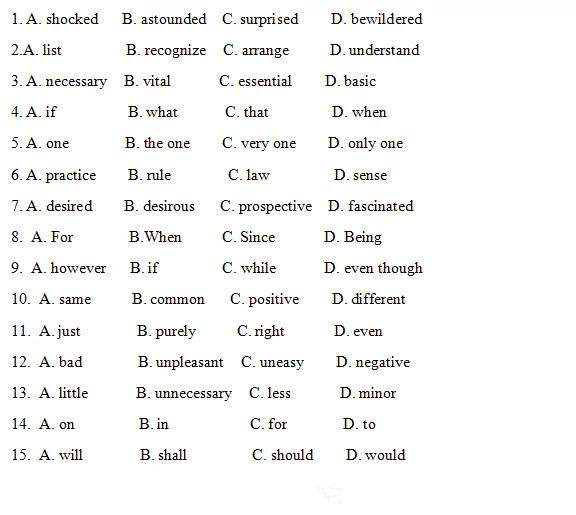 1. A. shocked B. astounded C. surprised D. bewildered
2.A. list B. recognize C. arrange D. understand
3. A. necessary B. vital C. essential D. basic
4. A. if B. what C. that D. when
5. A. one B. the one C. very one D. only one
6. A. practice B. rule C. law D. sense
7. A. desired B. desirous C. prospective D. fascinated
8. A. For B.When C. Since D. Being
9. A. however B. if C. while D. even though
10. A. same B. common C. positive D. different
11. A. just B. purely C. right D. even
12. A. bad B. unpleasant C. uneasy D. negative
13. A. little B. unnecessary C. less D. minor
14. A. on B. in C. for D. to
15. A. will B. shall C. should D. would